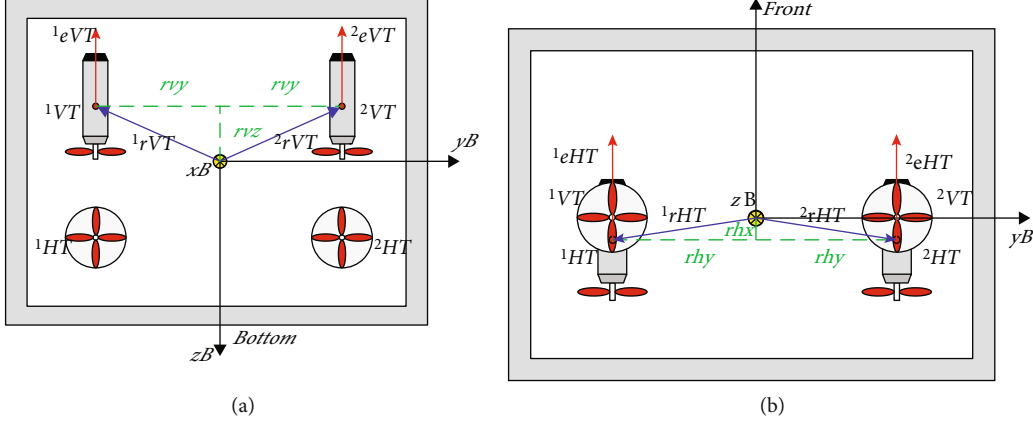 ¹eVT
²eVT
rvy
rvy
¹VT
²VT
¹rVT
rvz
²rVT
xB
yB
¹HT
²HT
Bottom
zB
(a)
Front
¹eHT
²eHT
¹VT
zB
²VT
¹rHT
²rHT
rhx
yB
¹HT
rhy
rhy
²HT
(b)